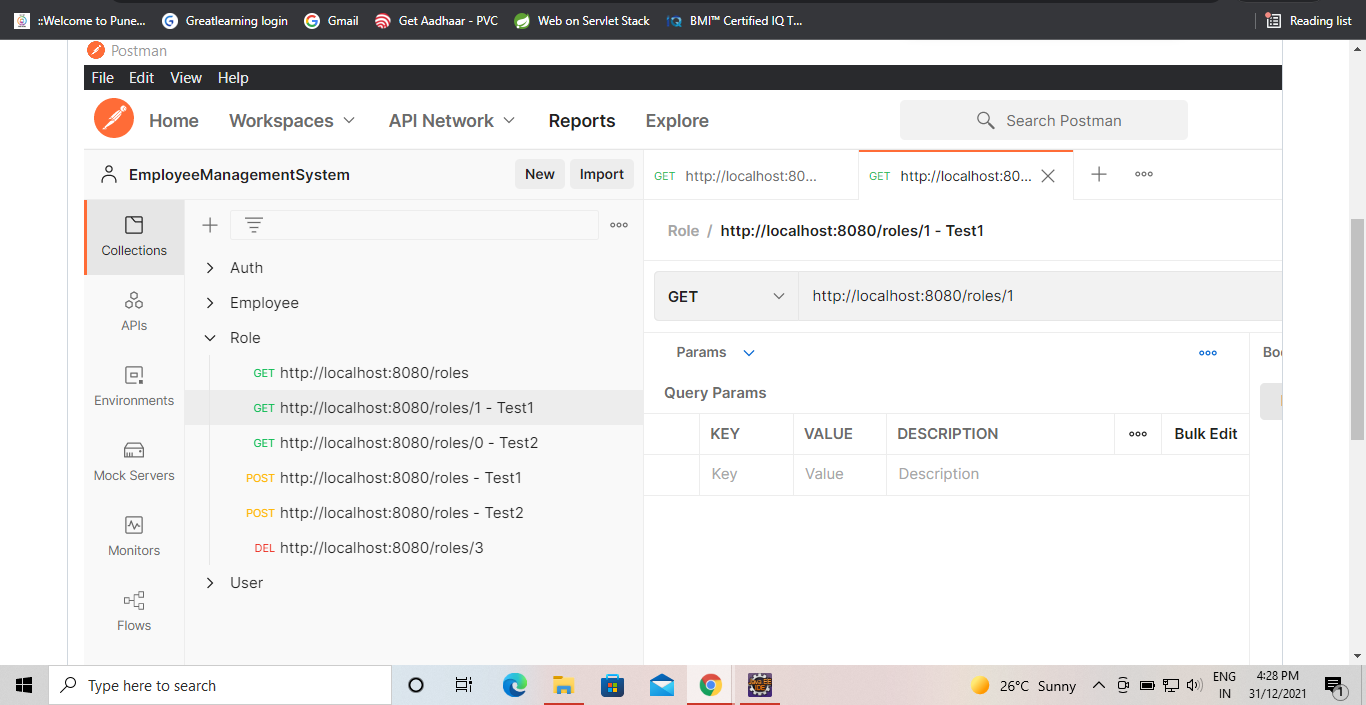 ::Welcome to Pune... Greatlearning login Gmail Get Aadhaar - PVC Web on Servlet Stack BMI™ Certified IQ T... Reading list
Postman
File Edit View Help
Home Workspaces API Network Reports Explore Search Postman
EmployeeManagementSystem New Import
GET http://localhost:80... GET http://localhost:80...
Role / http://localhost:8080/roles/1 - Test1
Collections
APIs
Environments
Mock Servers
Monitors
Flows
Auth
Employee
Role
GET http://localhost:8080/roles
GET http://localhost:8080/roles/1 - Test1
GET http://localhost:8080/roles/0 - Test2
POST http://localhost:8080/roles - Test1
POST http://localhost:8080/roles - Test2
DEL http://localhost:8080/roles/3
User
GET http://localhost:8080/roles/1
Params
Query Params
KEY VALUE DESCRIPTION Bulk Edit
Key Value Description
Type here to search
26°C Sunny
ENG
IN
4:28 PM
31/12/2021
1